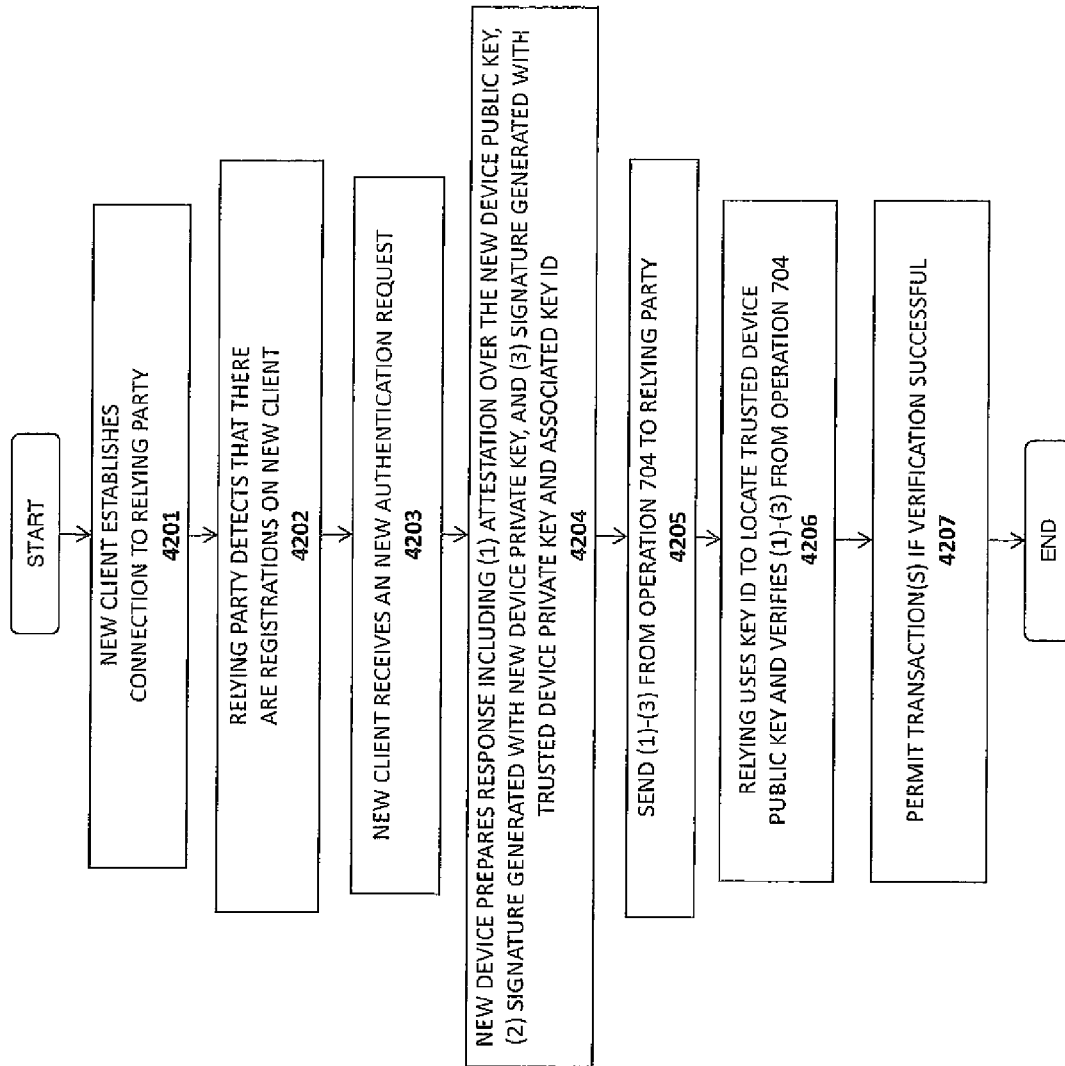 START
NEW CLIENT ESTABLISHES
CONNECTION TO RELYING PARTY
4201
RELYING PARTY DETECTS THAT THERE
ARE REGISTRATIONS ON NEW CLIENT
4202
NEW CLIENT RECEIVES AN NEW AUTHENTICATION REQUEST
4203
NEW DEVICE PREPARES RESPONSE INCLUDING (1) ATTESTATION OVER THE NEW DEVICE PUBLIC KEY,
(2) SIGNATURE GENERATED WITH NEW DEVICE PRIVATE KEY, AND (3) SIGNATURE GENERATED WITH
TRUSTED DEVICE PRIVATE KEY AND ASSOCIATED KEY ID
4204
SEND (1)-(3) FROM OPERATION 704 TO RELYING PARTY
4205
RELYING USES KEY ID TO LOCATE TRUSTED DEVICE
PUBLIC KEY AND VERIFIES (1)-(3) FROM OPERATION 704
4206
PERMIT TRANSACTION(S) IF VERIFICATION SUCCESSFUL
4207
END